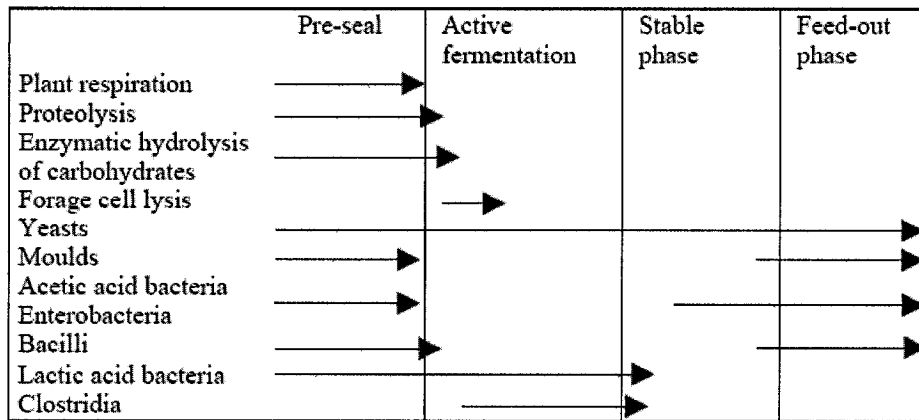 Pre-seal Active fermentation Stable phase Feed-out phase
Plant respiration
Proteolysis
Enzymatic hydrolysis
of carbohydrates
Forage cell lysis
Yeasts
Moulds
Acetic acid bacteria
Enterobacteria
Bacilli
Lactic acid bacteria
Clostridia